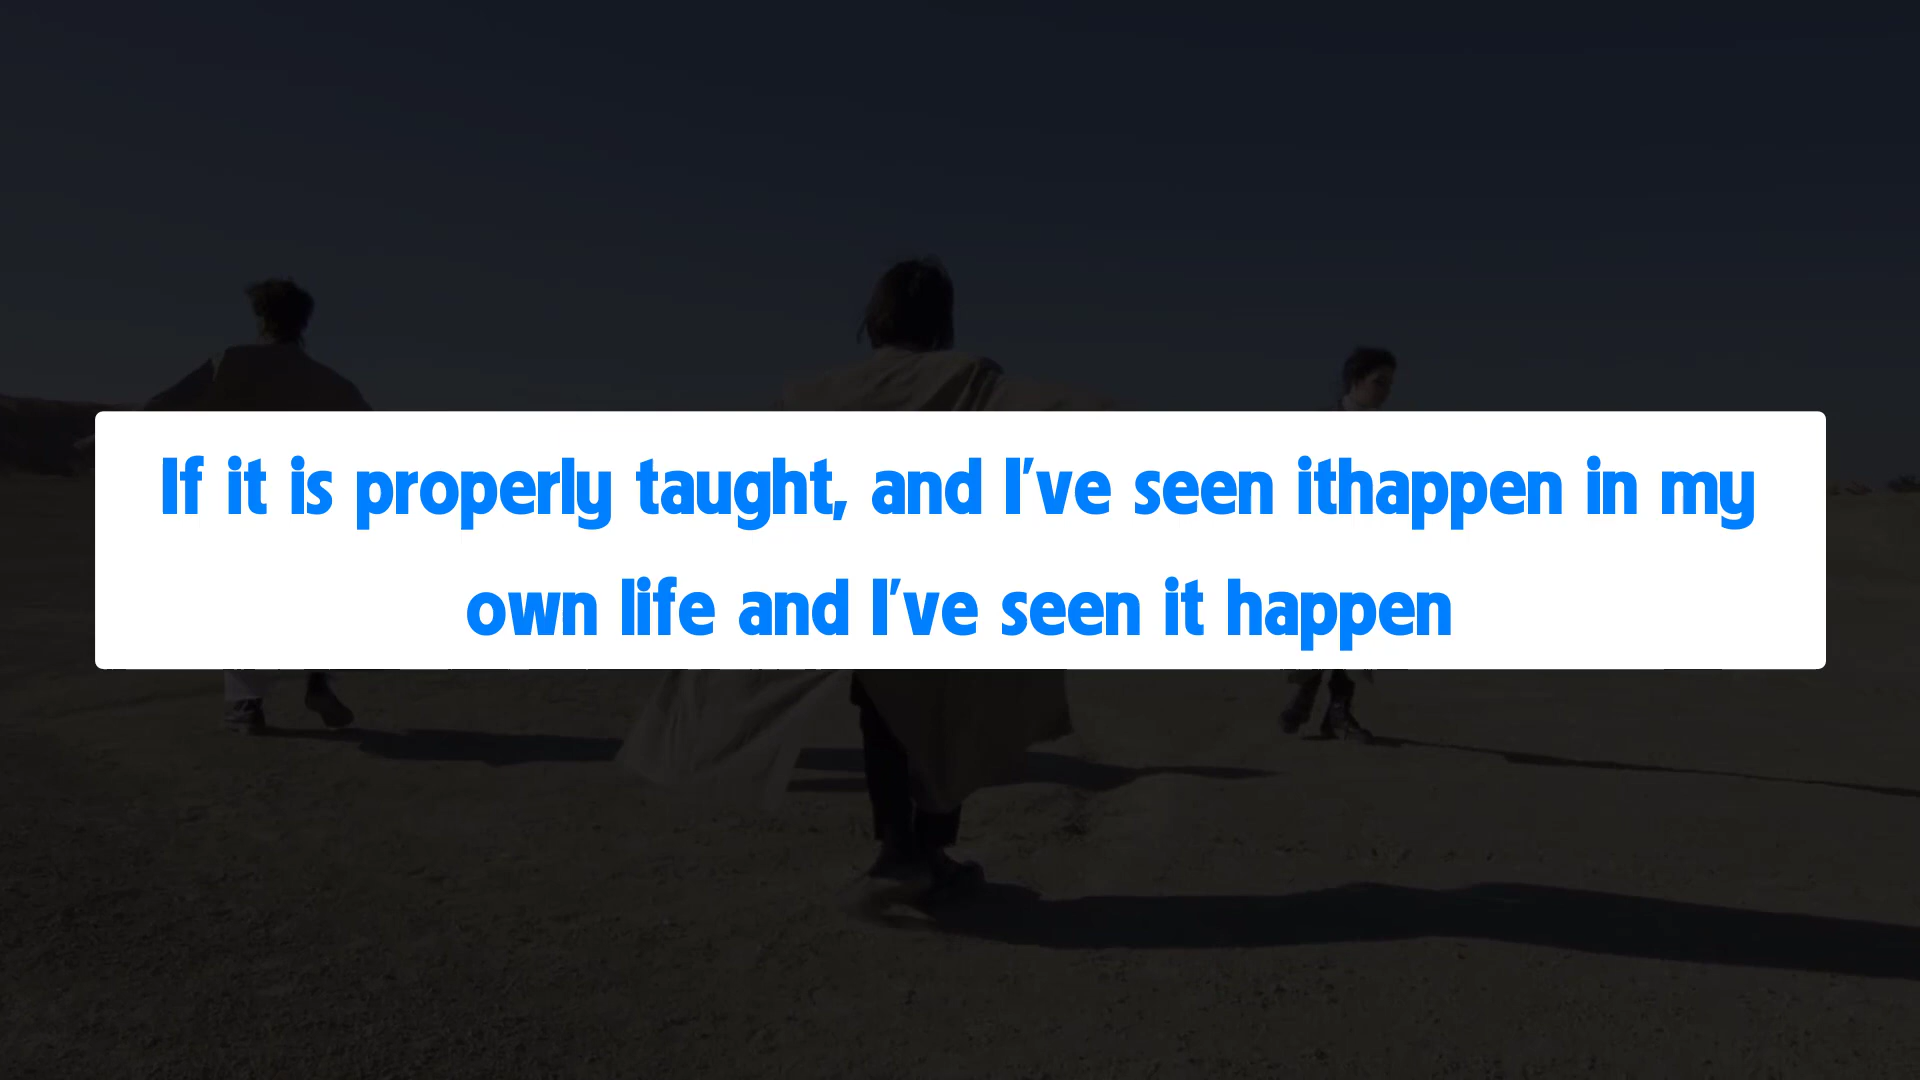 If it is properly taught, and I've seen ithappen in my
own life and I've seen it happen